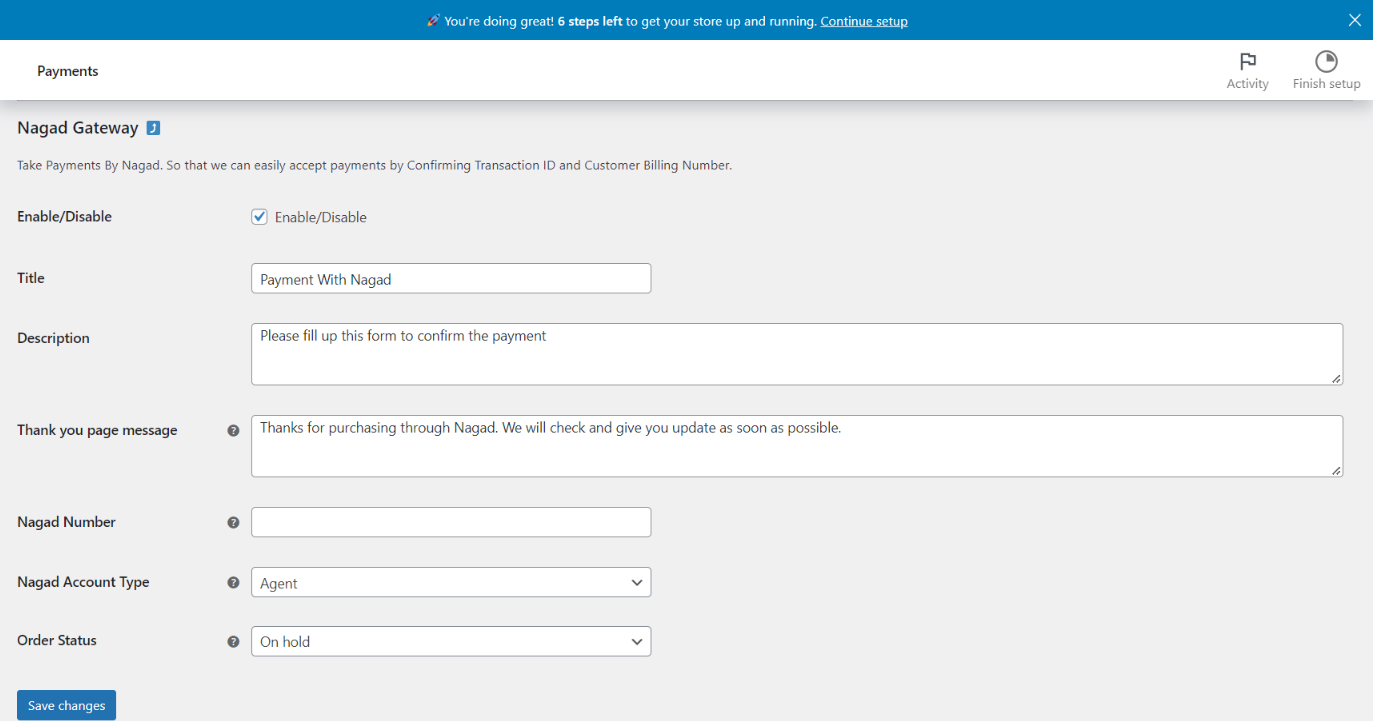 🚀 You're doing great! 6 steps left to get your store up and running. Continue setup
Payments
Activity
Finish setup
Nagad Gateway
Take Payments By Nagad. So that we can easily accept payments by Confirming Transaction ID and Customer Billing Number.
Enable/Disable
Enable/Disable
Title
Payment With Nagad
Description
Please fill up this form to confirm the payment
Thank you page message
Thanks for purchasing through Nagad. We will check and give you update as soon as possible.
Nagad Number
Nagad Account Type
Agent
Order Status
On hold
Save changes